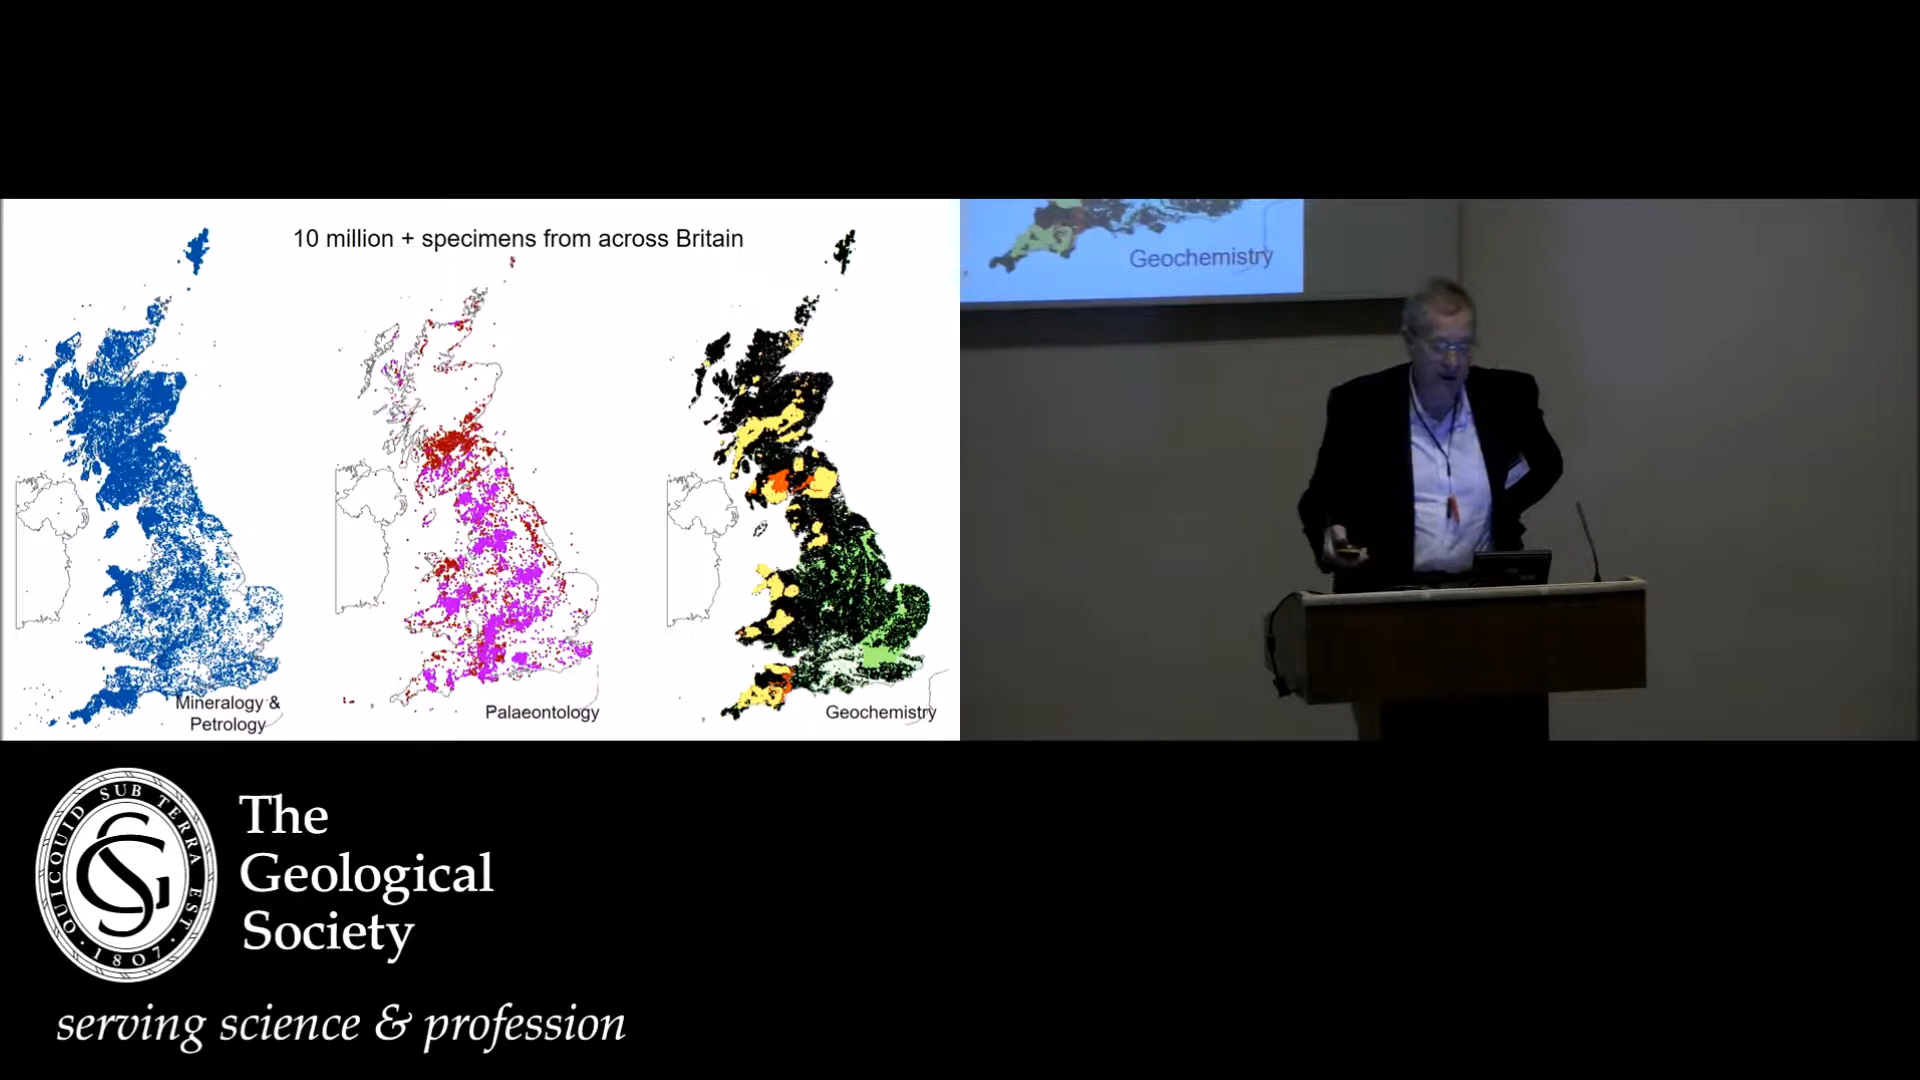 10 million + specimens from across Britain
Mineralogy &
Petrology
Palaeontology
Geochemistry
Geochemistry
QUICQUID SUB TERRA EST
1807
The
Geological
Society
serving science & profession